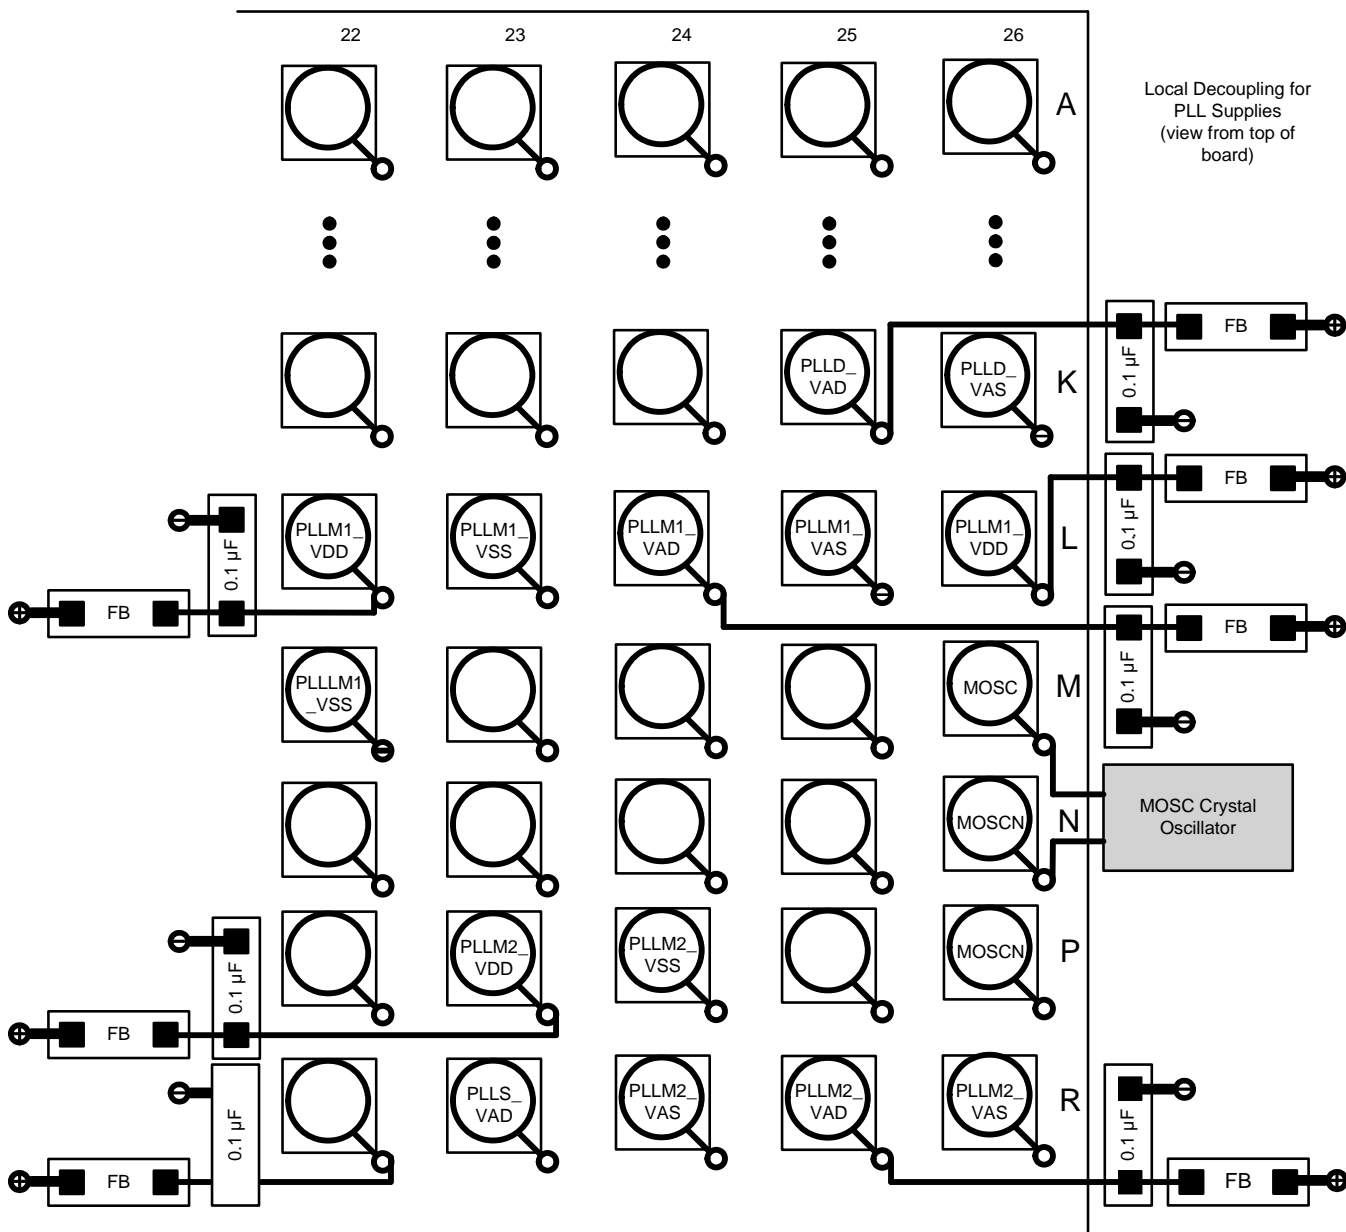 22 23 24 25 26
A
Local Decoupling for
PLL Supplies
(view from top of
board)
FB
0.1 µF
PLLD_
VAD
PLLD_
VAS
K
FB
0.1 µF
PLLM1_
VDD
PLLM1_
VSS
PLLM1_
VAD
PLLM1_
VAS
PLLM1_
VDD
L
0.1 µF
FB
FB
0.1 µF
PLLLM1
_VSS
MOSC
M
MOSCN
N
MOSC Crystal
Oscillator
0.1 µF
PLLM2_
VDD
PLLM2_
VSS
MOSCN
P
FB
0.1 µF
PLLS_
VAD
PLLM2_
VAS
PLLM2_
VAD
PLLM2_
VAS
R
0.1 µF
FB
FB